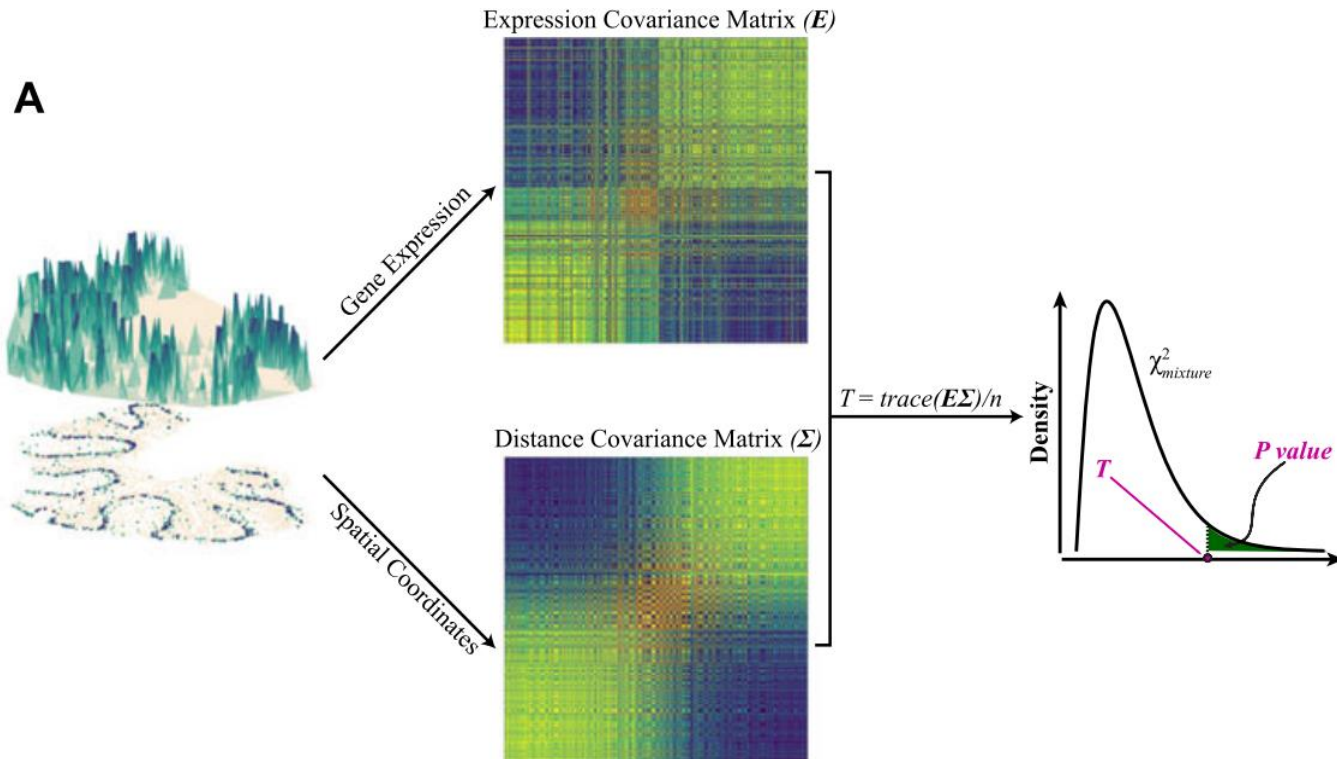 A
Expression Covariance Matrix (E)
Gene Expression
Spatial Coordinates
Distance Covariance Matrix (Σ)
T = trace(EΣ)/n
Density
χ²mixture
T
P value